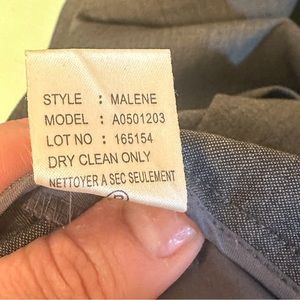 STYLE : MALENE
MODEL : A0501203
LOT NO : 165154
DRY CLEAN ONLY
NETTOYER A SEC SEULEMENT